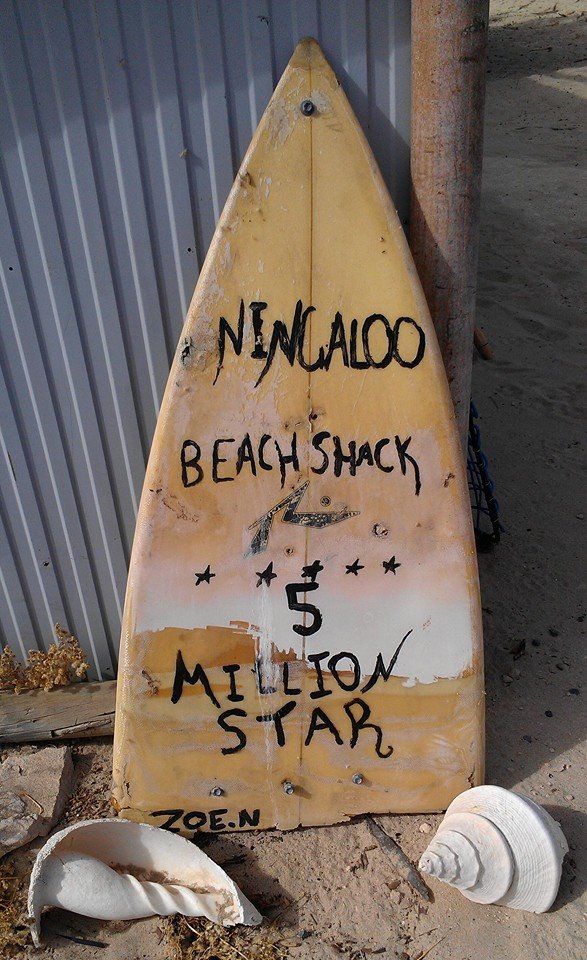 NINGALOO
BEACH SHACK
5
MILLION
STAR
ZOE.N